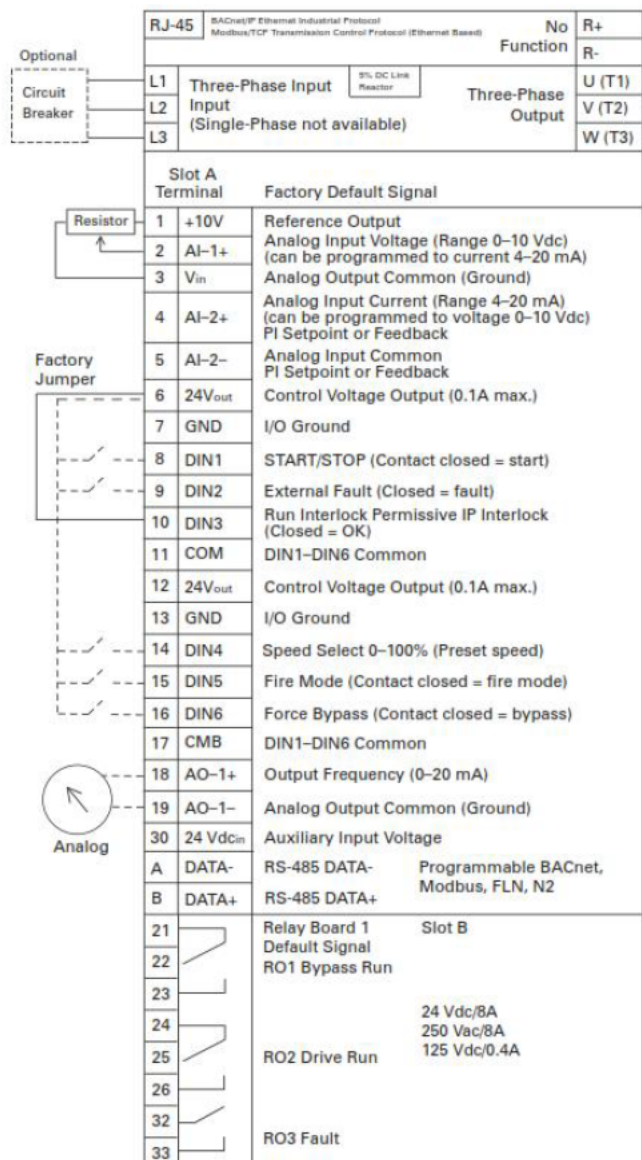 RJ-45 BACnet/IP Ethernet Industrial Protocol
Modbus/TCP Transmission Control Protocol (Ethernet Based)
No Function
R+
R-
Optional
Circuit
Breaker
L1
L2
L3
Three-Phase Input
Input
(Single-Phase not available)
5% DC Link
Reactor
Three-Phase
Output
U (T1)
V (T2)
W (T3)
Slot A
Terminal Factory Default Signal
Resistor
1 +10V Reference Output
2 AI–1+ Analog Input Voltage (Range 0–10 Vdc)
(can be programmed to current 4–20 mA)
3 Vin Analog Output Common (Ground)
4 AI–2+ Analog Input Current (Range 4–20 mA)
(can be programmed to voltage 0–10 Vdc)
PI Setpoint or Feedback
5 AI–2– Analog Input Common
PI Setpoint or Feedback
Factory
Jumper
6 24Vout Control Voltage Output (0.1A max.)
7 GND I/O Ground
8 DIN1 START/STOP (Contact closed = start)
9 DIN2 External Fault (Closed = fault)
10 DIN3 Run Interlock Permissive IP Interlock
(Closed = OK)
11 COM DIN1–DIN6 Common
12 24Vout Control Voltage Output (0.1A max.)
13 GND I/O Ground
14 DIN4 Speed Select 0–100% (Preset speed)
15 DIN5 Fire Mode (Contact closed = fire mode)
16 DIN6 Force Bypass (Contact closed = bypass)
17 CMB DIN1–DIN6 Common
18 AO–1+ Output Frequency (0–20 mA)
19 AO–1– Analog Output Common (Ground)
Analog
30 24 Vdcin Auxiliary Input Voltage
A DATA- RS-485 DATA- Programmable BACnet,
Modbus, FLN, N2
B DATA+ RS-485 DATA+
21 Relay Board 1 Slot B
Default Signal
22 RO1 Bypass Run
23
24 24 Vdc/8A
250 Vac/8A
25 RO2 Drive Run 125 Vdc/0.4A
26
32
33 RO3 Fault